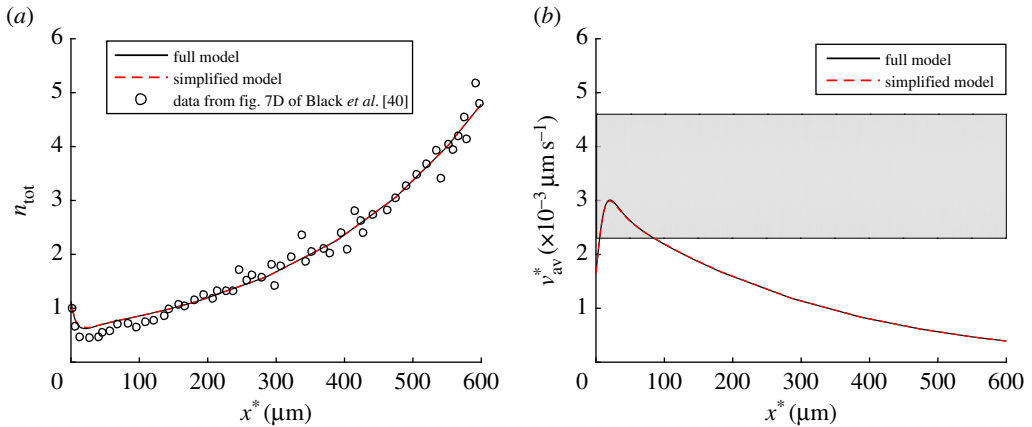 (a)
6
5
4
3
2
1
n_tot
full model
simplified model
data from fig. 7D of Black et al. [40]
0 100 200 300 400 500 600
x* (µm)
(b)
6
5
4
3
2
1
v*_av (×10⁻³ µm s⁻¹)
full model
simplified model
0 100 200 300 400 500 600
x* (µm)